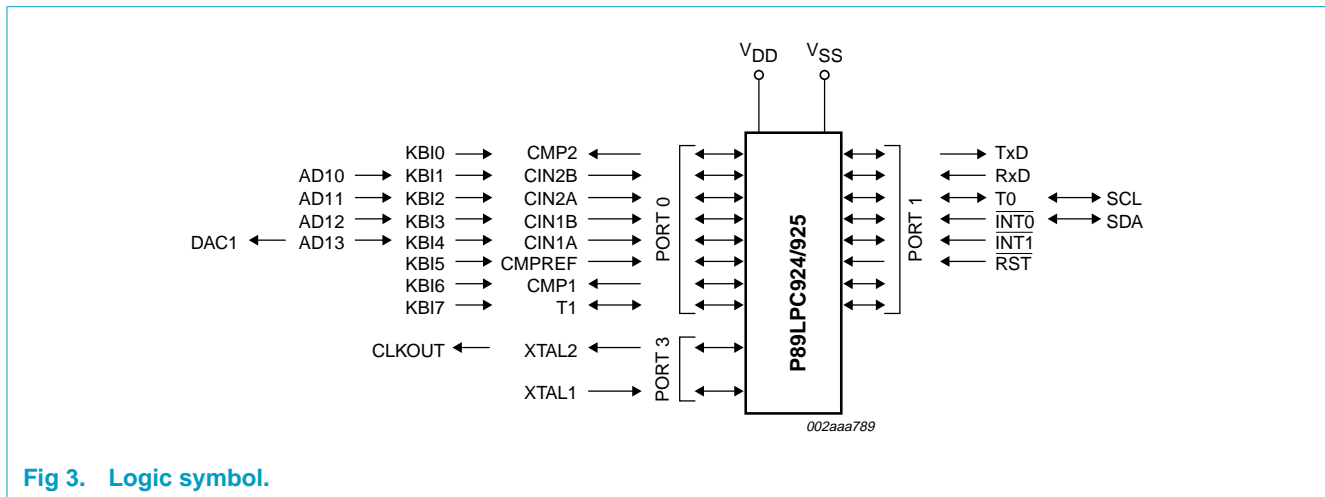 VDD VSS
KBI0 CMP2 TxD
AD10 KBI1 CIN2B RxD
AD11 KBI2 CIN2A T0 SCL
AD12 KBI3 CIN1B INT0 SDA
DAC1 AD13 KBI4 CIN1A INT1
KBI5 CMPREF RST
KBI6 CMP1
KBI7 T1
PORT 0
P89LPC924/925
PORT 1
CLKOUT XTAL2
XTAL1
PORT 3
002aaa789
Fig 3. Logic symbol.